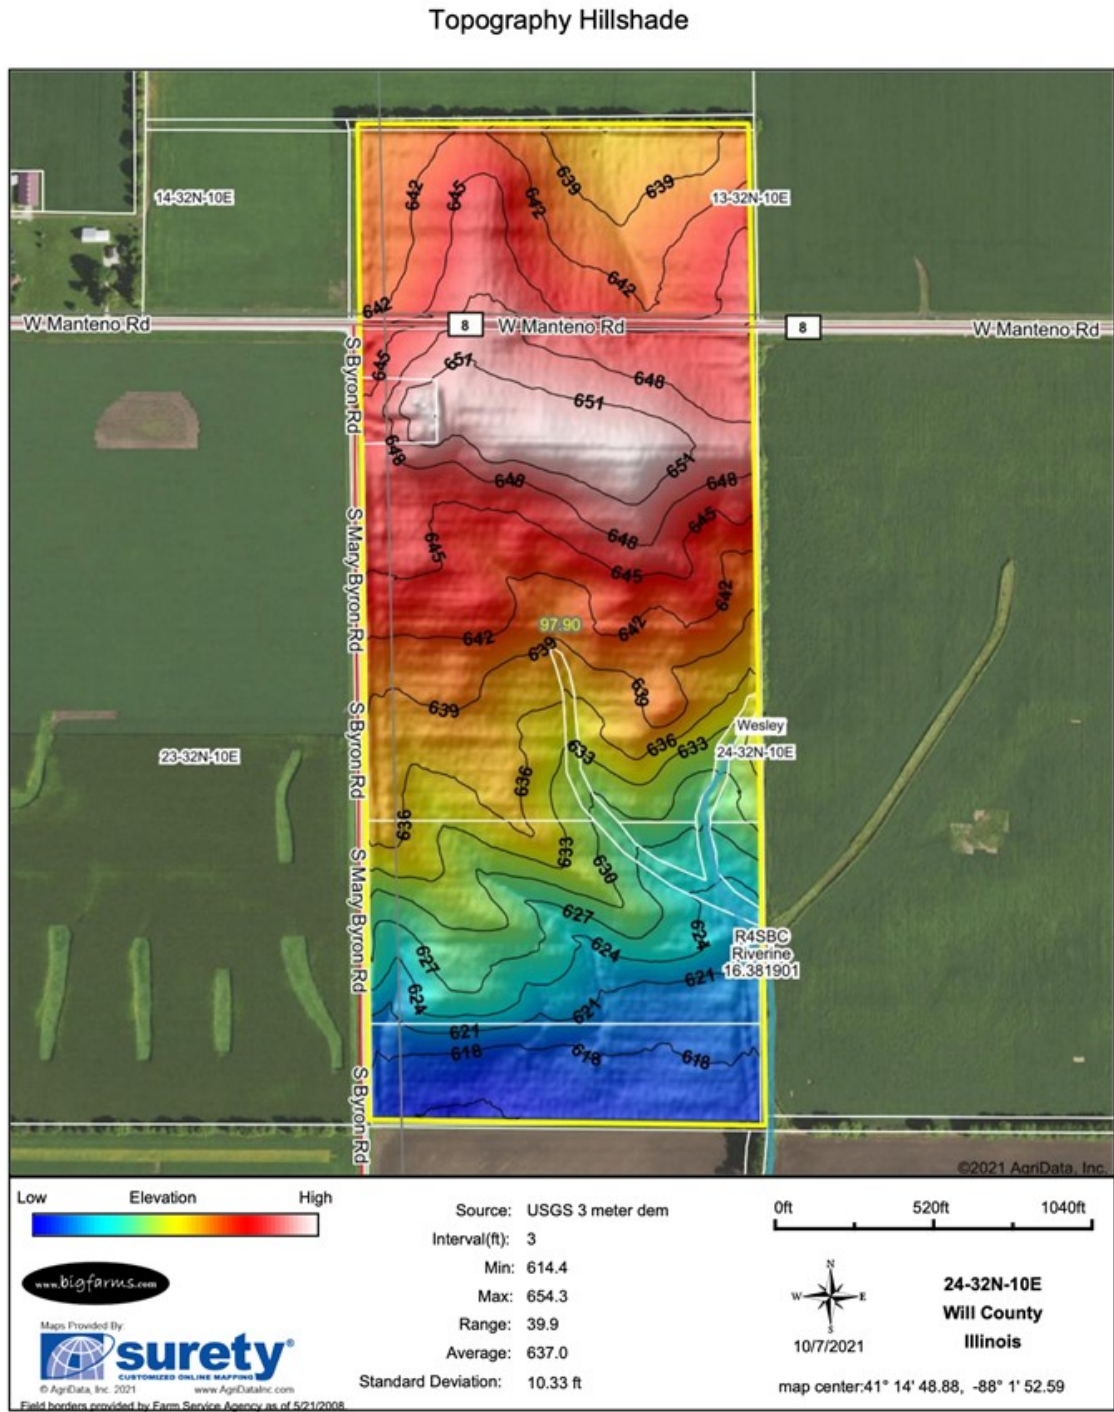 Topography Hillshade
14-32N-10E
13-32N-10E
639
639
642
645
642
642
642
W Manteno Rd
8
W Manteno Rd
8
W Manteno Rd
S Byron Rd
645
651
648
651
651
648
648
648
648
645
S Mary Byron Rd
645
645
642
97.90
642
642
639
639
639
S Byron Rd
Wesley
633
636
633
24-32N-10E
23-32N-10E
636
636
633
630
S Mary Byron Rd
627
624
624
R4SBC
Riverine
16.381901
627
621
624
621
621
618
618
618
S Byron Rd
©2021 AgriData, Inc.
Low Elevation High
www.bigfarms.com
Maps Provided By:
surety®
CUSTOMIZED ONLINE MAPPING
© AgriData, Inc. 2021 www.AgriDataInc.com
Field borders provided by Farm Service Agency as of 5/21/2008.
Source: USGS 3 meter dem
Interval(ft): 3
Min: 614.4
Max: 654.3
Range: 39.9
Average: 637.0
Standard Deviation: 10.33 ft
0ft 520ft 1040ft
N
W E
S
10/7/2021
24-32N-10E
Will County
Illinois
map center:41° 14' 48.88, -88° 1' 52.59